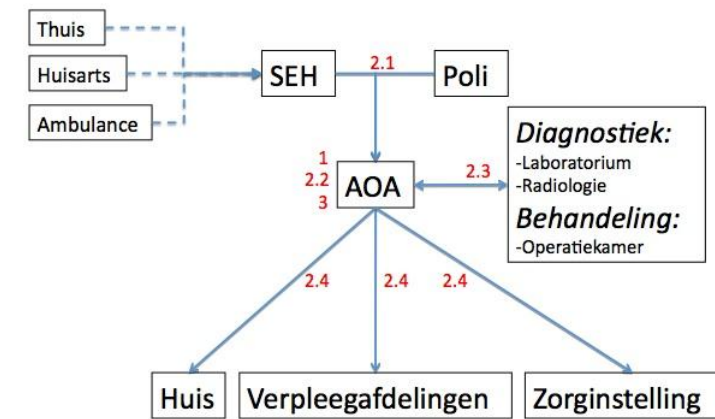 Thuis
Huisarts
Ambulance
SEH
2.1
Poli
1
2.2
3
AOA
2.3
Diagnostiek:
-Laboratorium
-Radiologie
Behandeling:
-Operatiekamer
2.4
2.4
2.4
Huis
Verpleegafdelingen
Zorginstelling